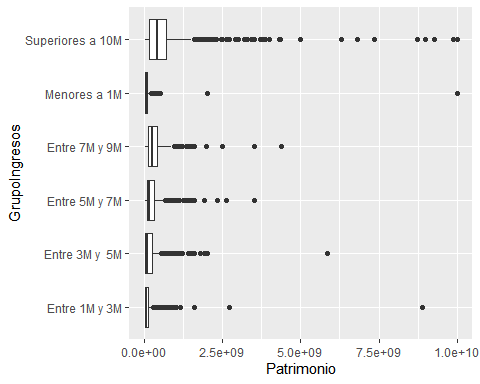 GrupoIngresos
Superiores a 10M
Menores a 1M
Entre 7M y 9M
Entre 5M y 7M
Entre 3M y  5M
Entre 1M y 3M
0.0e+00 2.5e+09 5.0e+09 7.5e+09 1.0e+10
Patrimonio